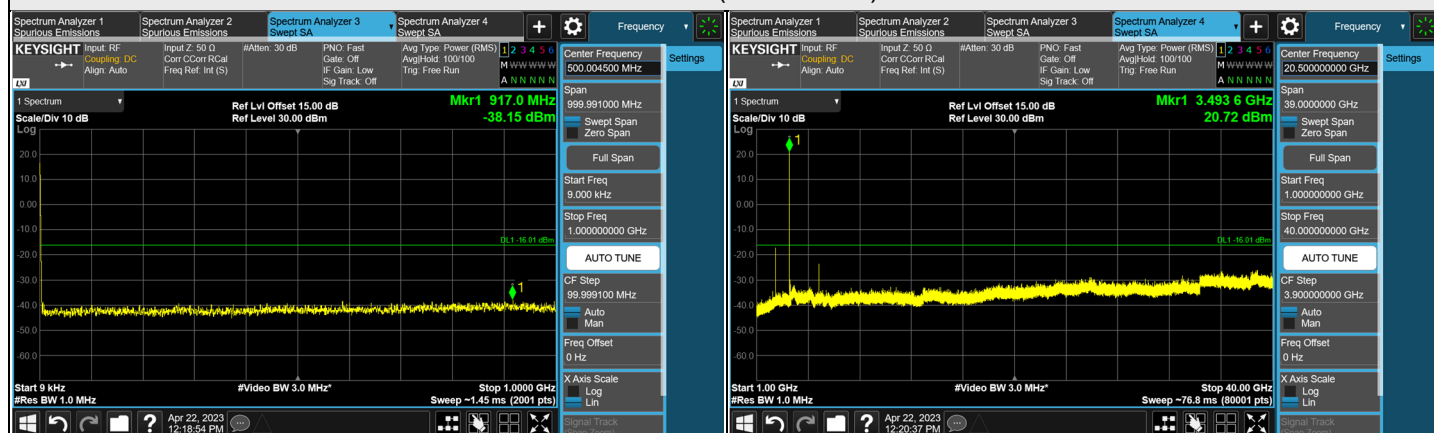 Spectrum Analyzer 1
Spurious Emissions
Spectrum Analyzer 2
Spurious Emissions
Spectrum Analyzer 3
Swept SA
Spectrum Analyzer 4
Swept SA
+
Frequency
KEYSIGHT
LXI
Input: RF
Coupling: DC
Align: Auto
Input Z: 50 Ω
Corr CCorr RCal
Freq Ref: Int (S)
#Atten: 30 dB
PNO: Fast
Gate: Off
IF Gain: Low
Sig Track: Off
Avg Type: Power (RMS)
Avg|Hold: 100/100
Trig: Free Run
1 2 3 4 5 6
M W W W W W
A N N N N N
1 Spectrum
Scale/Div 10 dB
Log
Ref Lvl Offset 15.00 dB
Ref Level 30.00 dBm
Mkr1 917.0 MHz
-38.15 dBm
20.0
10.0
0.00
-10.0
-20.0
-30.0
-40.0
-50.0
-60.0
DL1 -16.01 dBm
1
Start 9 kHz
#Res BW 1.0 MHz
#Video BW 3.0 MHz*
Stop 1.0000 GHz
Sweep ~1.45 ms (2001 pts)
?
Apr 22, 2023
12:18:54 PM
Center Frequency
500.004500 MHz
Settings
Span
999.991000 MHz
Swept Span
Zero Span
Full Span
Start Freq
9.000 kHz
Stop Freq
1.000000000 GHz
AUTO TUNE
CF Step
99.999100 MHz
Auto
Man
Freq Offset
0 Hz
X Axis Scale
Log
Lin
Signal Track
Spectrum Analyzer 1
Spurious Emissions
Spectrum Analyzer 2
Spurious Emissions
Spectrum Analyzer 3
Swept SA
Spectrum Analyzer 4
Swept SA
+
Frequency
KEYSIGHT
LXI
Input: RF
Coupling: DC
Align: Auto
Input Z: 50 Ω
Corr CCorr RCal
Freq Ref: Int (S)
#Atten: 30 dB
PNO: Fast
Gate: Off
IF Gain: Low
Sig Track: Off
Avg Type: Power (RMS)
Avg|Hold: 100/100
Trig: Free Run
1 2 3 4 5 6
M W W W W W
A N N N N N
1 Spectrum
Scale/Div 10 dB
Log
Ref Lvl Offset 15.00 dB
Ref Level 30.00 dBm
Mkr1 3.493 6 GHz
20.72 dBm
20.0
10.0
0.00
-10.0
-20.0
-30.0
-40.0
-50.0
-60.0
DL1 -16.01 dBm
1
Start 1.00 GHz
#Res BW 1.0 MHz
#Video BW 3.0 MHz*
Stop 40.00 GHz
Sweep ~76.8 ms (80001 pts)
?
Apr 22, 2023
12:20:37 PM
Center Frequency
20.500000000 GHz
Settings
Span
39.0000000 GHz
Swept Span
Zero Span
Full Span
Start Freq
1.000000000 GHz
Stop Freq
40.000000000 GHz
AUTO TUNE
CF Step
3.900000000 GHz
Auto
Man
Freq Offset
0 Hz
X Axis Scale
Log
Lin
Signal Track